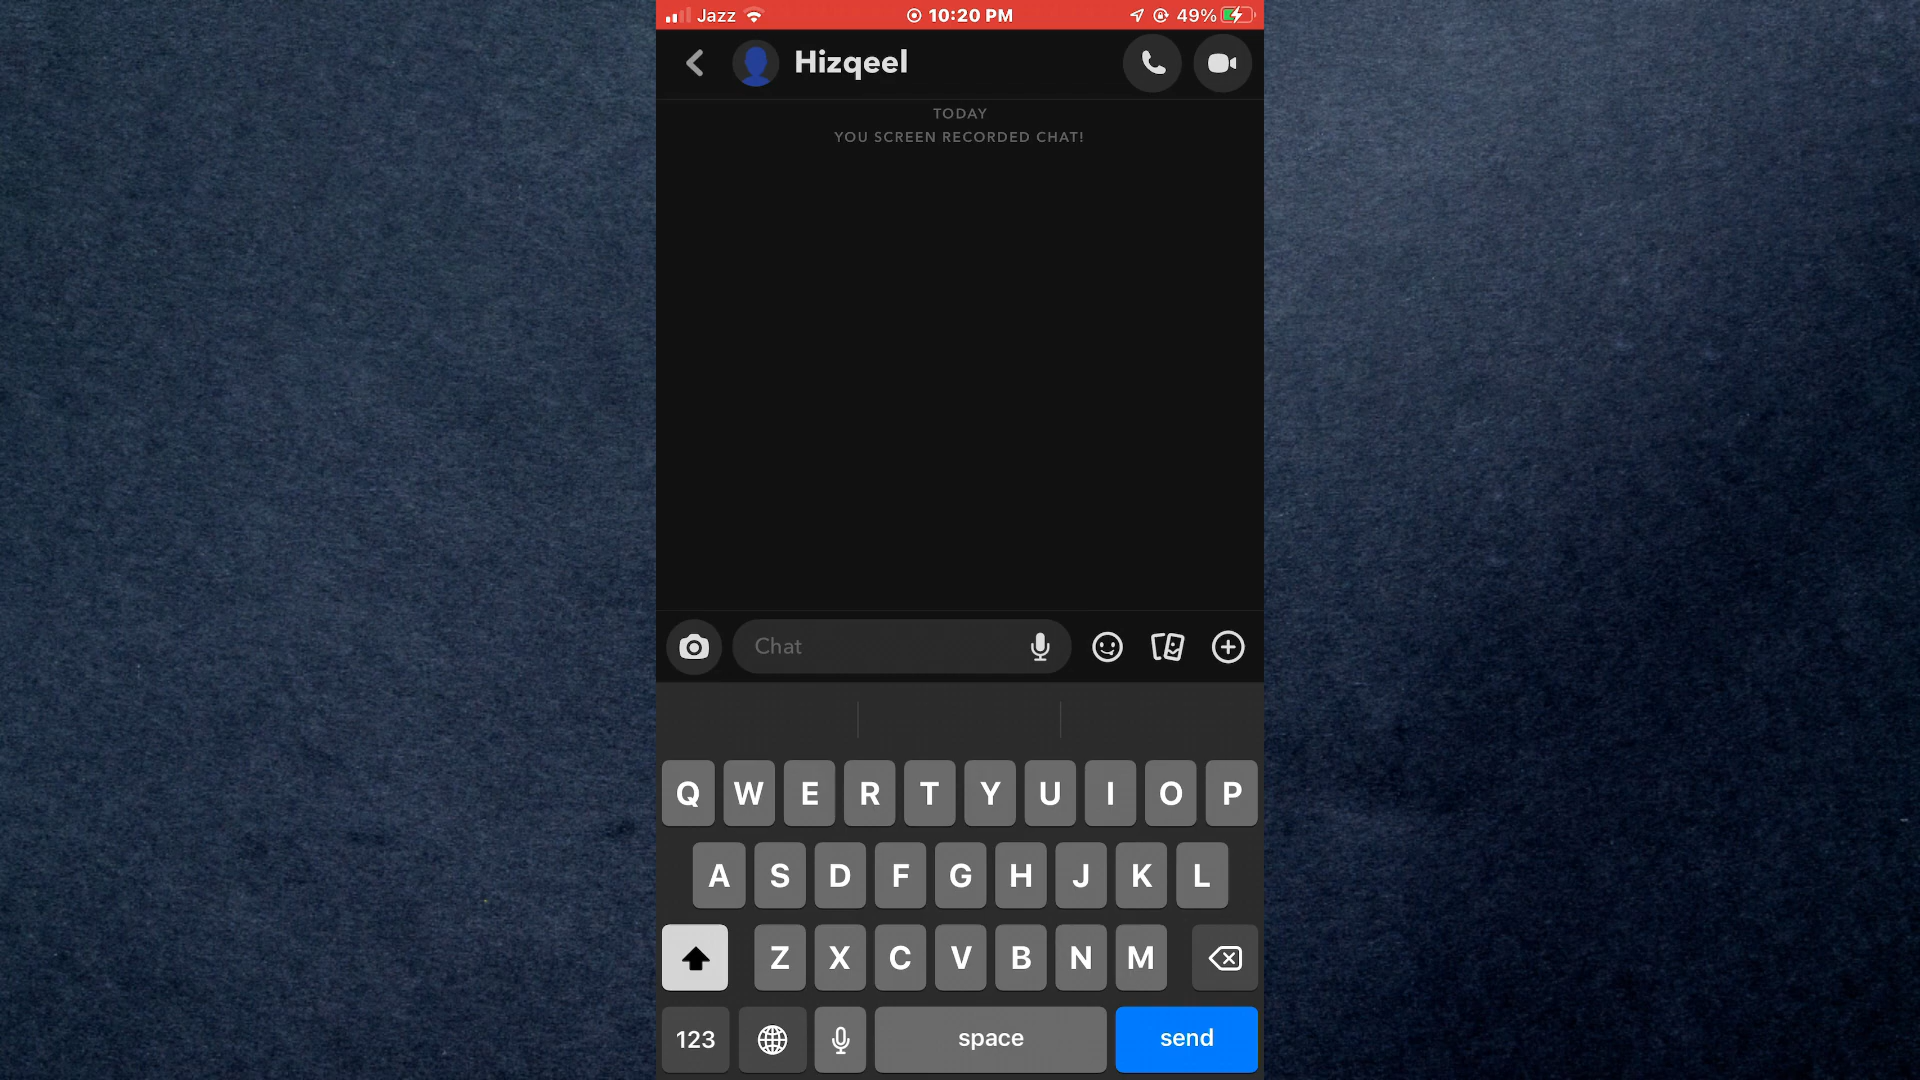 Jazz 10:20 PM 49%
Hizqeel
TODAY
YOU SCREEN RECORDED CHAT!
Chat
Q W E R T Y U I O P
A S D F G H J K L
Z X C V B N M
123 space send